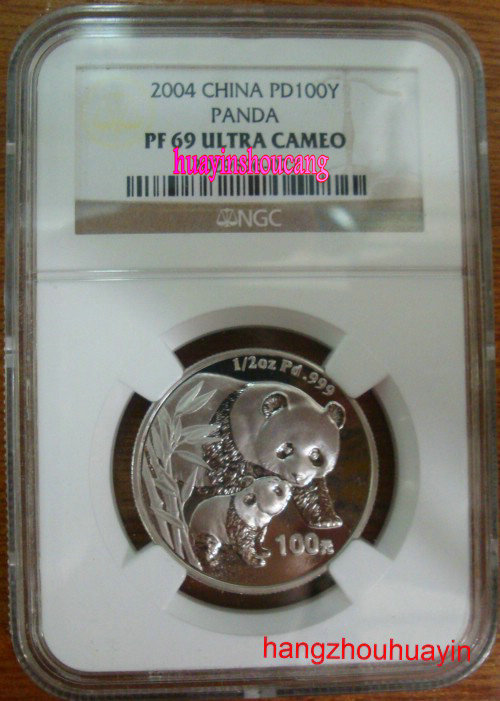 2004 CHINA PD100Y
PANDA
PF 69 ULTRA CAMEO
huayinshoucang
NGC
1/2oz Pd .999
100元
hangzhouhuayin